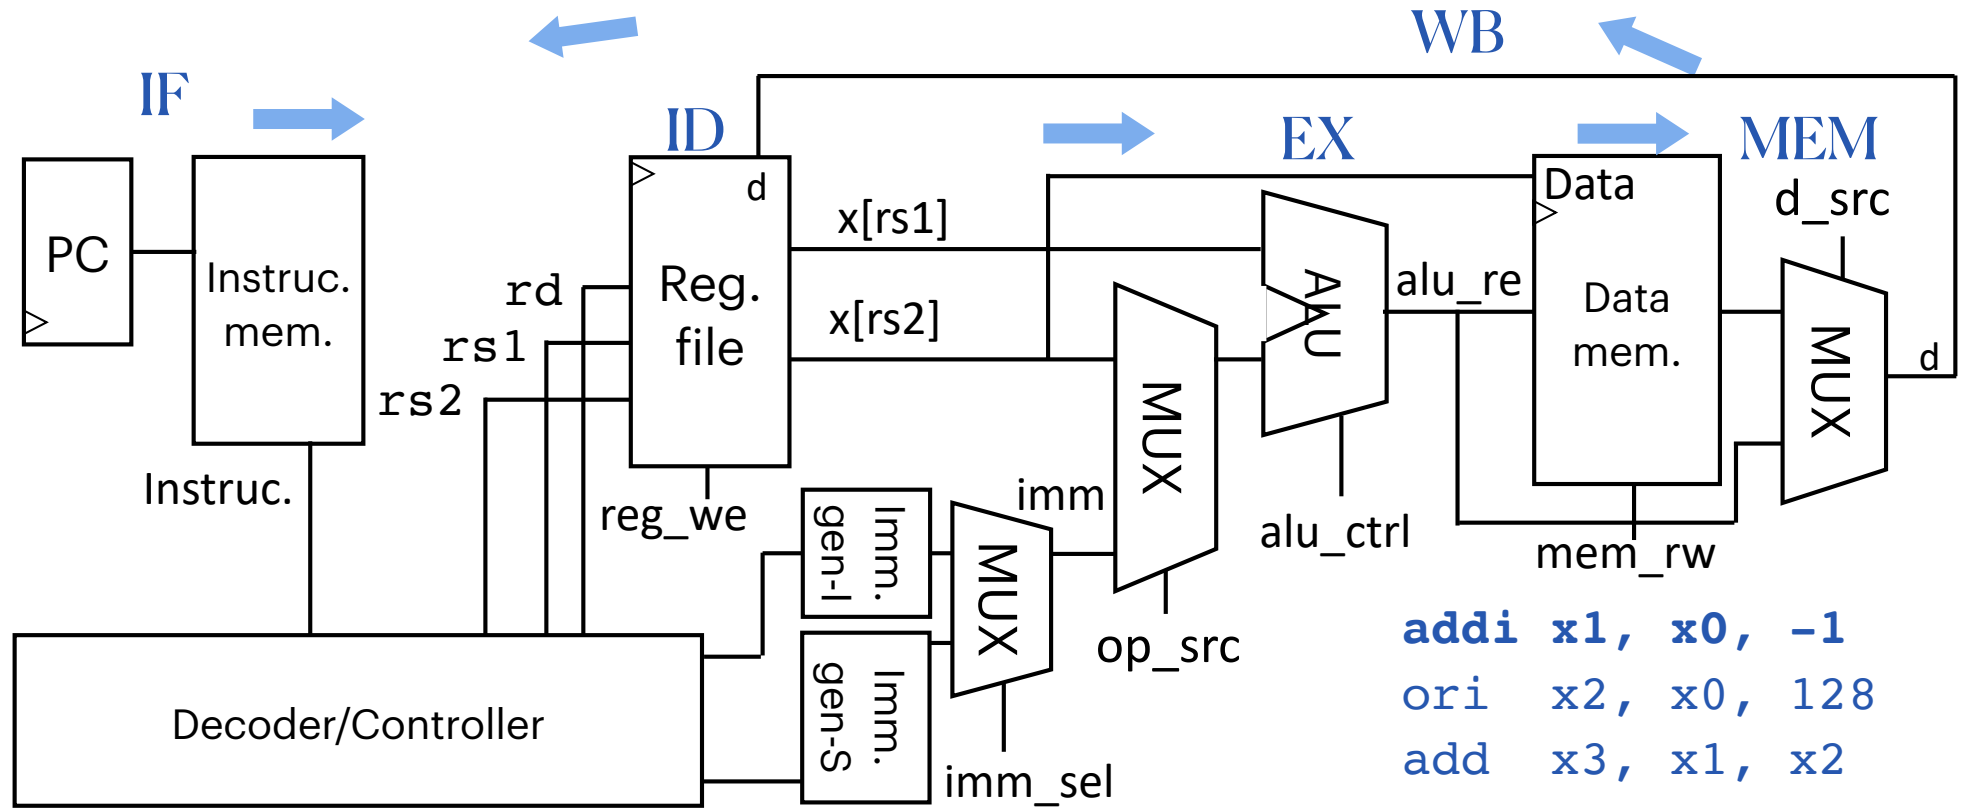 WB
IF
ID
EX
MEM
PC
Instruc.
mem.
Instruc.
rd
rs1
rs2
d
Reg.
file
reg_we
x[rs1]
x[rs2]
Imm.
gen-I
Imm.
gen-S
MUX
imm_sel
imm
MUX
op_src
ALU
alu_ctrl
alu_re
Data
Data
mem.
mem_rw
d_src
MUX
d
Decoder/Controller
addi x1, x0, -1
ori x2, x0, 128
add x3, x1, x2